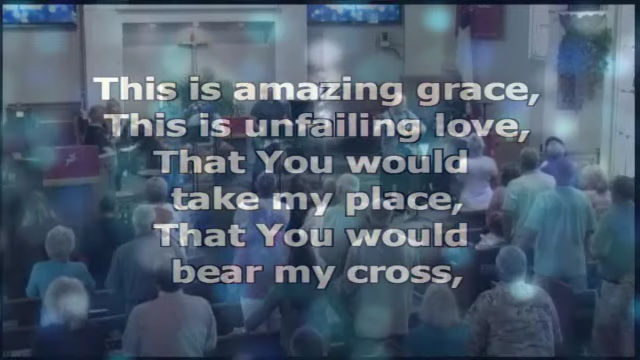 This is amazing grace,
This is unfailing love,
That You would
take my place,
That You would
bear my cross,